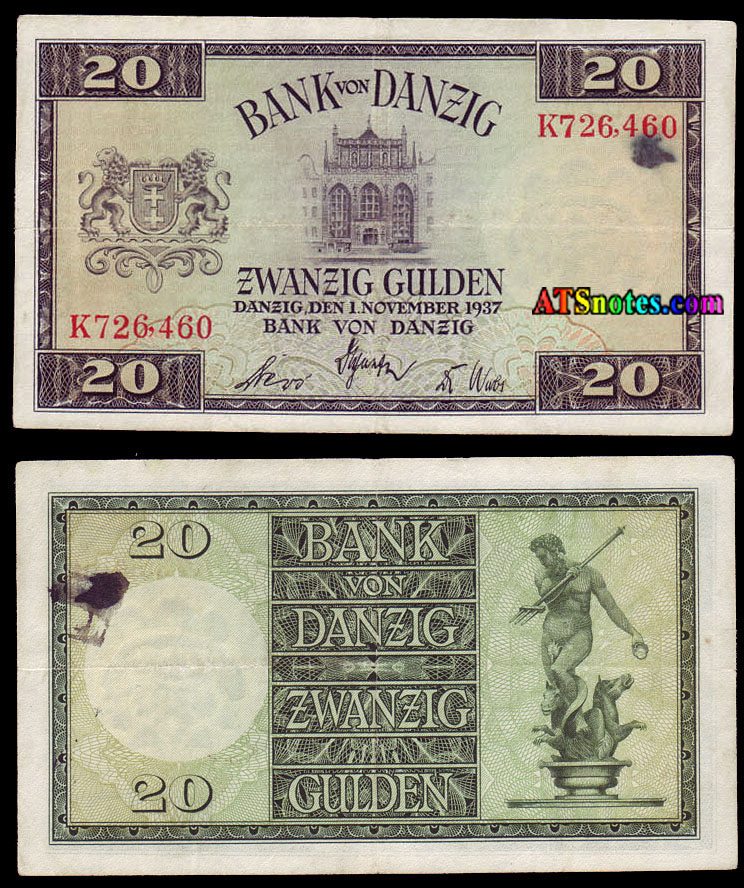 20 20
BANK VON DANZIG
K726,460
ZWANZIG GULDEN
DANZIG, DEN 1. NOVEMBER 1937
BANK VON DANZIG
ATSnotes.com
K726,460
20 20
20
BANK
VON
DANZIG
ZWANZIG
GULDEN
20